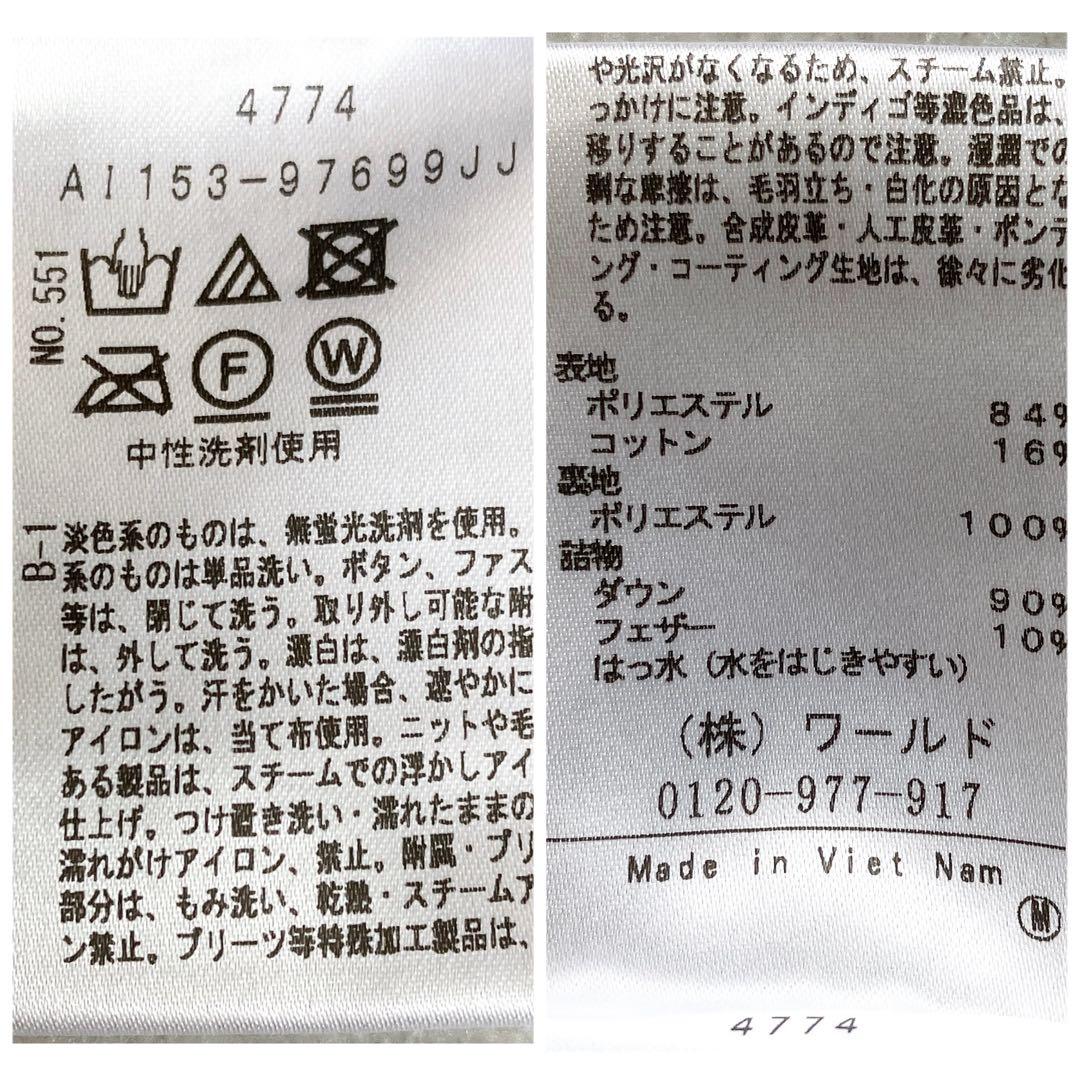 4774
AI153-97699JJ
NO.551
F
W
中性洗剤使用
B-1
淡色系のものは、無蛍光洗剤を使用。
系のものは単品洗い。ボタン、ファス
等は、閉じて洗う。取り外し可能な附
は、外して洗う。漂白は、漂白剤の指
したがう。汗をかいた場合、速やかに
アイロンは、当て布使用。ニットや毛
ある製品は、スチームでの浮かしアイ
仕上げ。つけ置き洗い・濡れたままの
濡れがけアイロン、禁止。附属・プリ
部分は、もみ洗い、乾熱・スチームア
ン禁止。プリーツ等特殊加工製品は、
や光沢がなくなるため、スチーム禁止。
っかけに注意。インディゴ等濃色品は、
移りすることがあるので注意。湿潤での
剰な摩擦は、毛羽立ち・白化の原因とな
ため注意。合成皮革・人工皮革・ボンデ
ング・コーティング生地は、徐々に劣化
る。
表地
ポリエステル 84%
コットン 16%
裏地
ポリエステル 100%
詰物
ダウン 90%
フェザー 10%
はっ水（水をはじきやすい）
（株）ワールド
0120-977-917
Made in Viet Nam
M
4774